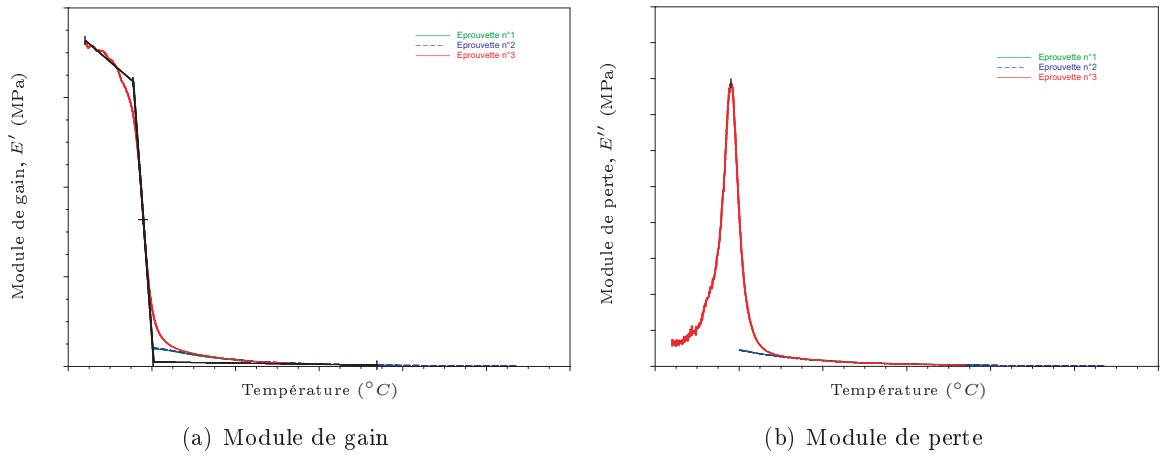 Module de gain, E′ (MPa)
Eprouvette n°1
Eprouvette n°2
Eprouvette n°3
Température (°C)
(a) Module de gain
Module de perte, E′′ (MPa)
Eprouvette n°1
Eprouvette n°2
Eprouvette n°3
Température (°C)
(b) Module de perte